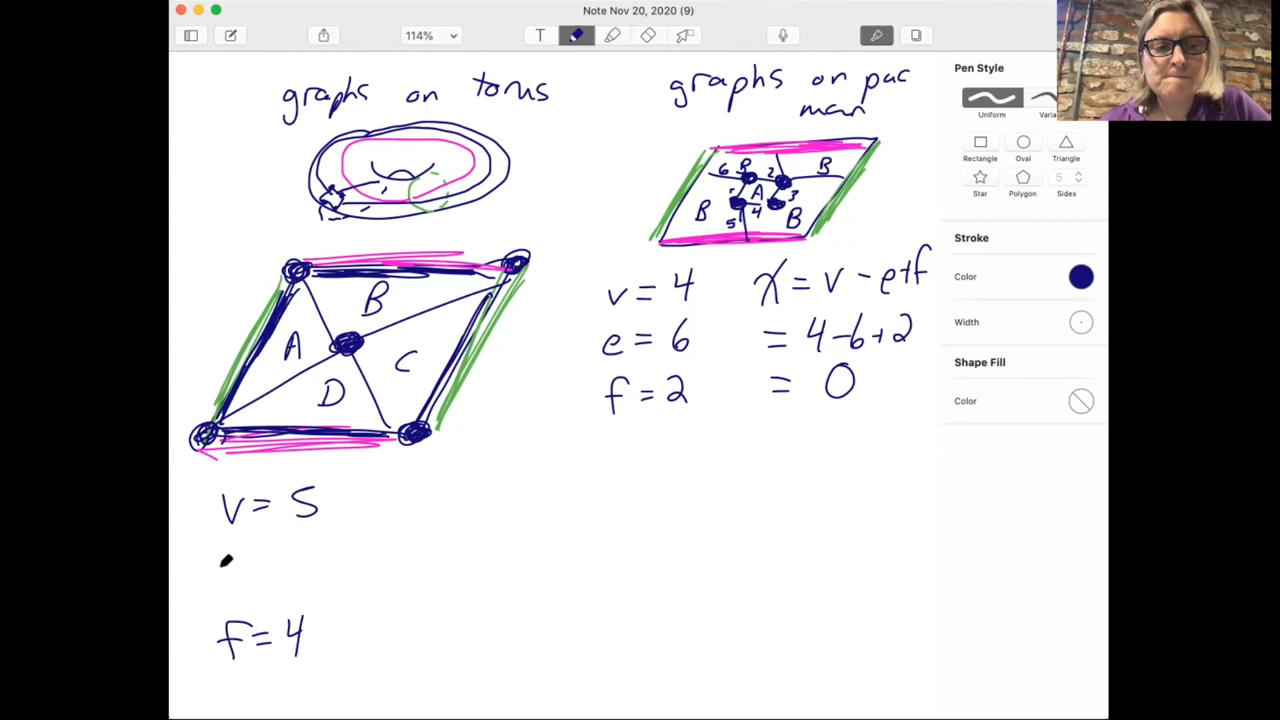 Note Nov 20, 2020 (9)
114%
T
graphs on torus
graphs on pac
man
6 B 2 B
1 A 3
B 5 4 B
B
A C
D
v = 4
e = 6
f = 2
χ = v - e + f
= 4 - 6 + 2
= 0
v = 5
f = 4
Pen Style
Uniform
Varia
Rectangle
Oval
Triangle
Star
Polygon
5
Sides
Stroke
Color
Width
Shape Fill
Color